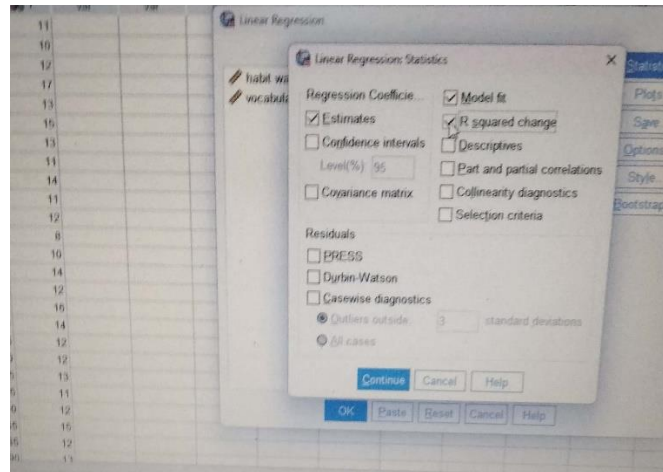 var var
Linear Regression
11
10
12
17
13
15
13
11
14
11
12
8
10
14
12
16
14
12
12
13
11
12
15
12
habit
vocabula
Linear Regression: Statistics
Regression Coefficie...
Estimates
Confidence intervals
Level(%): 95
Covariance matrix
Model fit
R squared change
Descriptives
Part and partial correlations
Collinearity diagnostics
Selection criteria
Residuals
PRESS
Durbin-Watson
Casewise diagnostics
Outliers outside: 3 standard deviations
All cases
Continue Cancel Help
OK Paste Reset Cancel Help
Statist
Plots
Save
Options
Style...
Bootstrap